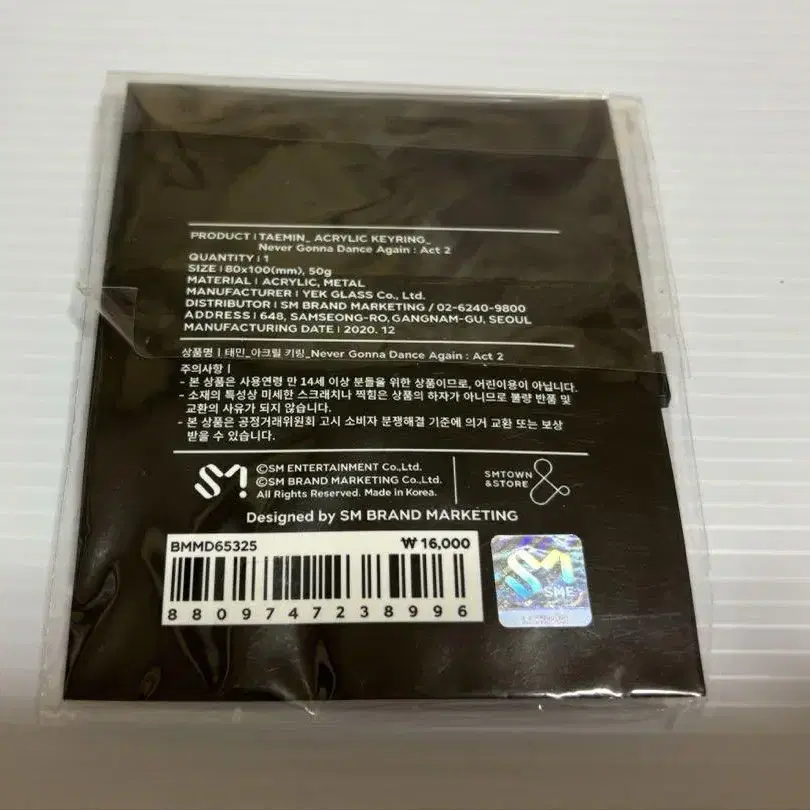 PRODUCT | TAEMIN_ ACRYLIC KEYRING_
Never Gonna Dance Again : Act 2
QUANTITY | 1
SIZE | 80x100(mm), 50g
MATERIAL | ACRYLIC, METAL
MANUFACTURER | YEK GLASS Co., Ltd.
DISTRIBUTOR | SM BRAND MARKETING / 02-6240-9800
ADDRESS | 648, SAMSEONG-RO, GANGNAM-GU, SEOUL
MANUFACTURING DATE | 2020. 12
상품명 | 태민_아크릴 키링_Never Gonna Dance Again : Act 2
주의사항 |
- 본 상품은 사용연령 만 14세 이상 분들을 위한 상품이므로, 어린이용이 아닙니다.
- 소재의 특성상 미세한 스크래치나 찍힘은 상품의 하자가 아니므로 불량 반품 및
교환의 사유가 되지 않습니다.
- 본 상품은 공정거래위원회 고시 소비자 분쟁해결 기준에 의거 교환 또는 보상
받을 수 있습니다.
SM
©SM ENTERTAINMENT Co.,Ltd.
©SM BRAND MARKETING Co.,Ltd.
All Rights Reserved. Made in Korea.
SMTOWN
&STORE
Designed by SM BRAND MARKETING
BMMD65325 ₩ 16,000
8809747238996
SM
SME